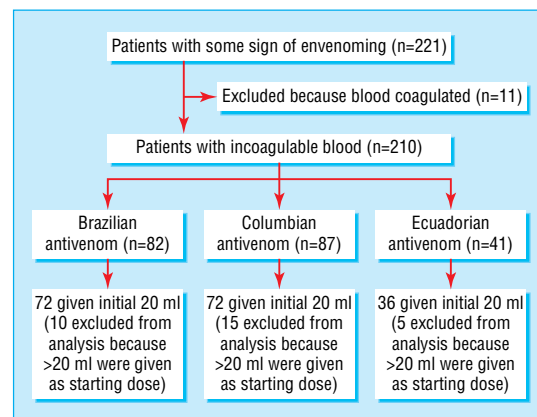 Patients with some sign of envenoming (n=221)
Excluded because blood coagulated (n=11)
Patients with incoagulable blood (n=210)
Brazilian
antivenom (n=82)
Columbian
antivenom (n=87)
Ecuadorian
antivenom (n=41)
72 given initial 20 ml
(10 excluded from
analysis because
>20 ml were given
as starting dose)
72 given initial 20 ml
(15 excluded from
analysis because
>20 ml were given
as starting dose)
36 given initial 20 ml
(5 excluded from
analysis because
>20 ml were given
as starting dose)